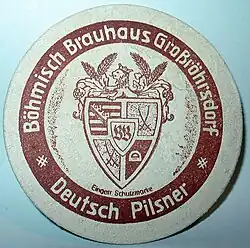 Böhmisch Brauhaus Großröhrsdorf
Eingetr. Schutzmarke
* Deutsch Pilsner *